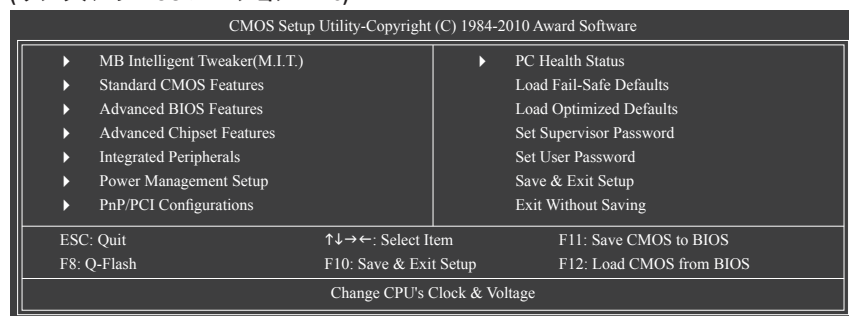 CMOS Setup Utility-Copyright (C) 1984-2010 Award Software
MB Intelligent Tweaker(M.I.T.)
Standard CMOS Features
Advanced BIOS Features
Advanced Chipset Features
Integrated Peripherals
Power Management Setup
PnP/PCI Configurations
PC Health Status
Load Fail-Safe Defaults
Load Optimized Defaults
Set Supervisor Password
Set User Password
Save & Exit Setup
Exit Without Saving
ESC: Quit ↑↓→←: Select Item F11: Save CMOS to BIOS
F8: Q-Flash F10: Save & Exit Setup F12: Load CMOS from BIOS
Change CPU's Clock & Voltage